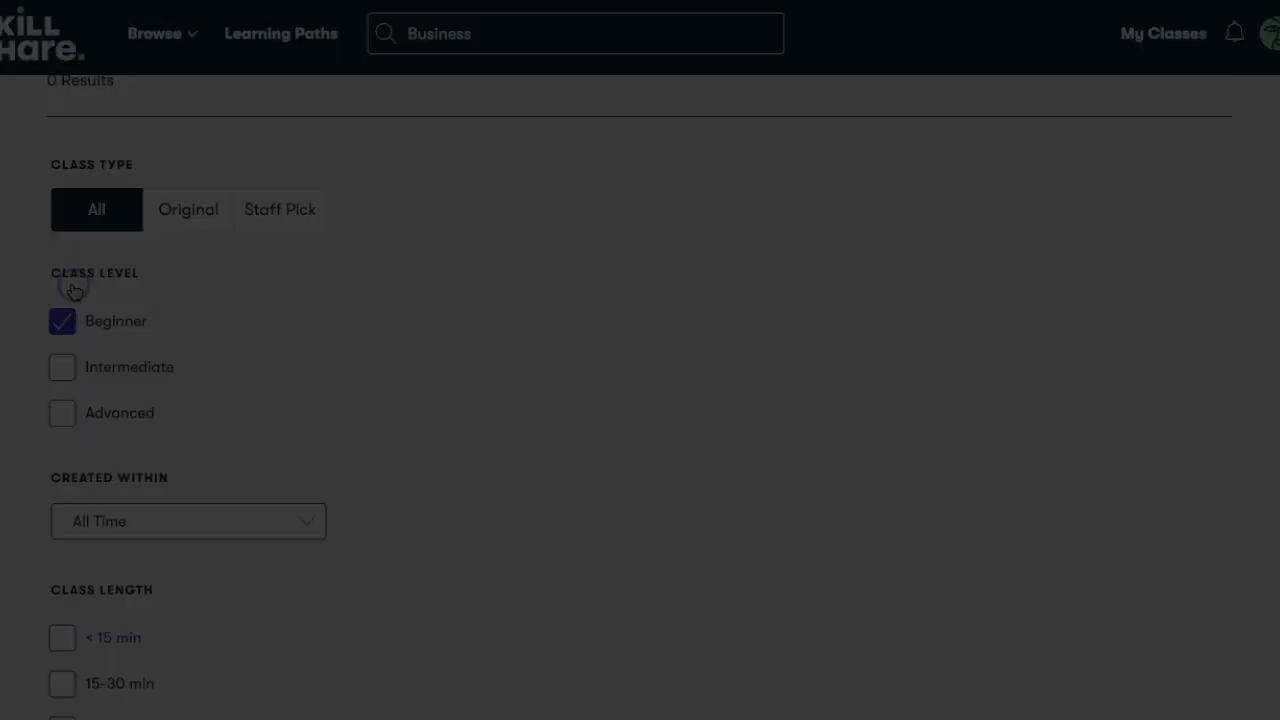 KILL
Hare.
Browse
Learning Paths
Business
My Classes
0 Results
CLASS TYPE
All
Original
Staff Pick
CLASS LEVEL
Beginner
Intermediate
Advanced
CREATED WITHIN
All Time
CLASS LENGTH
< 15 min
15-30 min